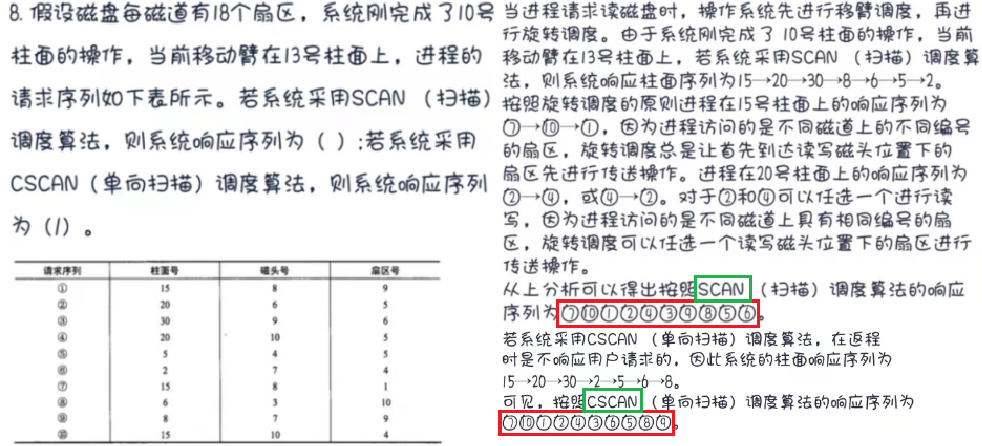 8. 假设磁盘每磁道有18个扇区，系统刚完成了10号
柱面的操作，当前移动臂在13号柱面上，进程的
请求序列如下表所示。若系统采用SCAN （扫描）
调度算法，则系统响应序列为（ ）;若系统采用
CSCAN（单向扫描）调度算法，则系统响应序列
为（/）。
请求序列 柱面号 磁头号 扇区号
① 15 8 9
② 20 6 5
③ 30 9 6
④ 20 10 5
⑤ 5 4 5
⑥ 2 7 4
⑦ 15 8 1
⑧ 6 3 10
⑨ 8 7 9
⑩ 15 10 4
当进程请求读磁盘时，操作系统先进行移臂调度，再进
行旋转调度。由于系统刚完成了10号柱面的操作，当前
移动臂在13号柱面上，若系统采用SCAN（扫描）调度算
法，则系统响应柱面序列为15→20→30→8→6→5→2。
按照旋转调度的原则进程在15号柱面上的响应序列为
⑦→⑩→①，因为进程访问的是不同磁道上的不同编号
的扇区，旋转调度总是让首先到达读写磁头位置下的
扇区先进行传送操作。进程在20号柱面上的响应序列为
②→④，或④→②。对于②和④可以任选一个进行读
写，因为进程访问的是不同磁道上具有相同编号的扇
区，旋转调度可以任选一个读写磁头位置下的扇区进行
传送操作。
从上分析可以得出按照SCAN （扫描）调度算法的响应
序列为⑦⑩①②④③⑨⑧⑤⑥。
若系统采用CSCAN（单向扫描）调度算法，在返程
时是不响应用户请求的，因此系统的柱面响应序列为
15→20→30→2→5→6→8。
可见，按照CSCAN （单向扫描）调度算法的响应序列为
⑦⑩①②④③⑥⑤⑧⑨。